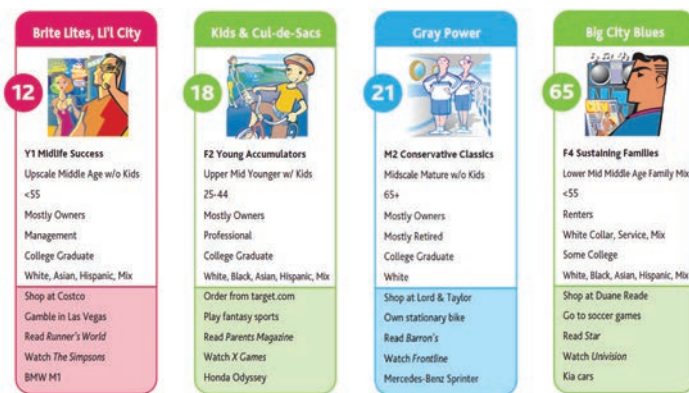 Brite Lites, Li'l City
12
Y1 Midlife Success
Upscale Middle Age w/o Kids
<55
Mostly Owners
Management
College Graduate
White, Asian, Hispanic, Mix
Shop at Costco
Gamble in Las Vegas
Read Runner's World
Watch The Simpsons
BMW M1
Kids & Cul-de-Sacs
18
F2 Young Accumulators
Upper Mid Younger w/ Kids
25-44
Mostly Owners
Professional
College Graduate
White, Black, Asian, Hispanic, Mix
Order from target.com
Play fantasy sports
Read Parents Magazine
Watch X Games
Honda Odyssey
Gray Power
21
M2 Conservative Classics
Midscale Mature w/o Kids
65+
Mostly Owners
Mostly Retired
College Graduate
White
Shop at Lord & Taylor
Own stationary bike
Read Barron's
Watch Frontline
Mercedes-Benz Sprinter
Big City Blues
65
F4 Sustaining Families
Lower Mid Middle Age Family Mix
<55
Renters
White Collar, Service, Mix
Some College
White, Black, Asian, Hispanic, Mix
Shop at Duane Reade
Go to soccer games
Read Star
Watch Univision
Kia cars